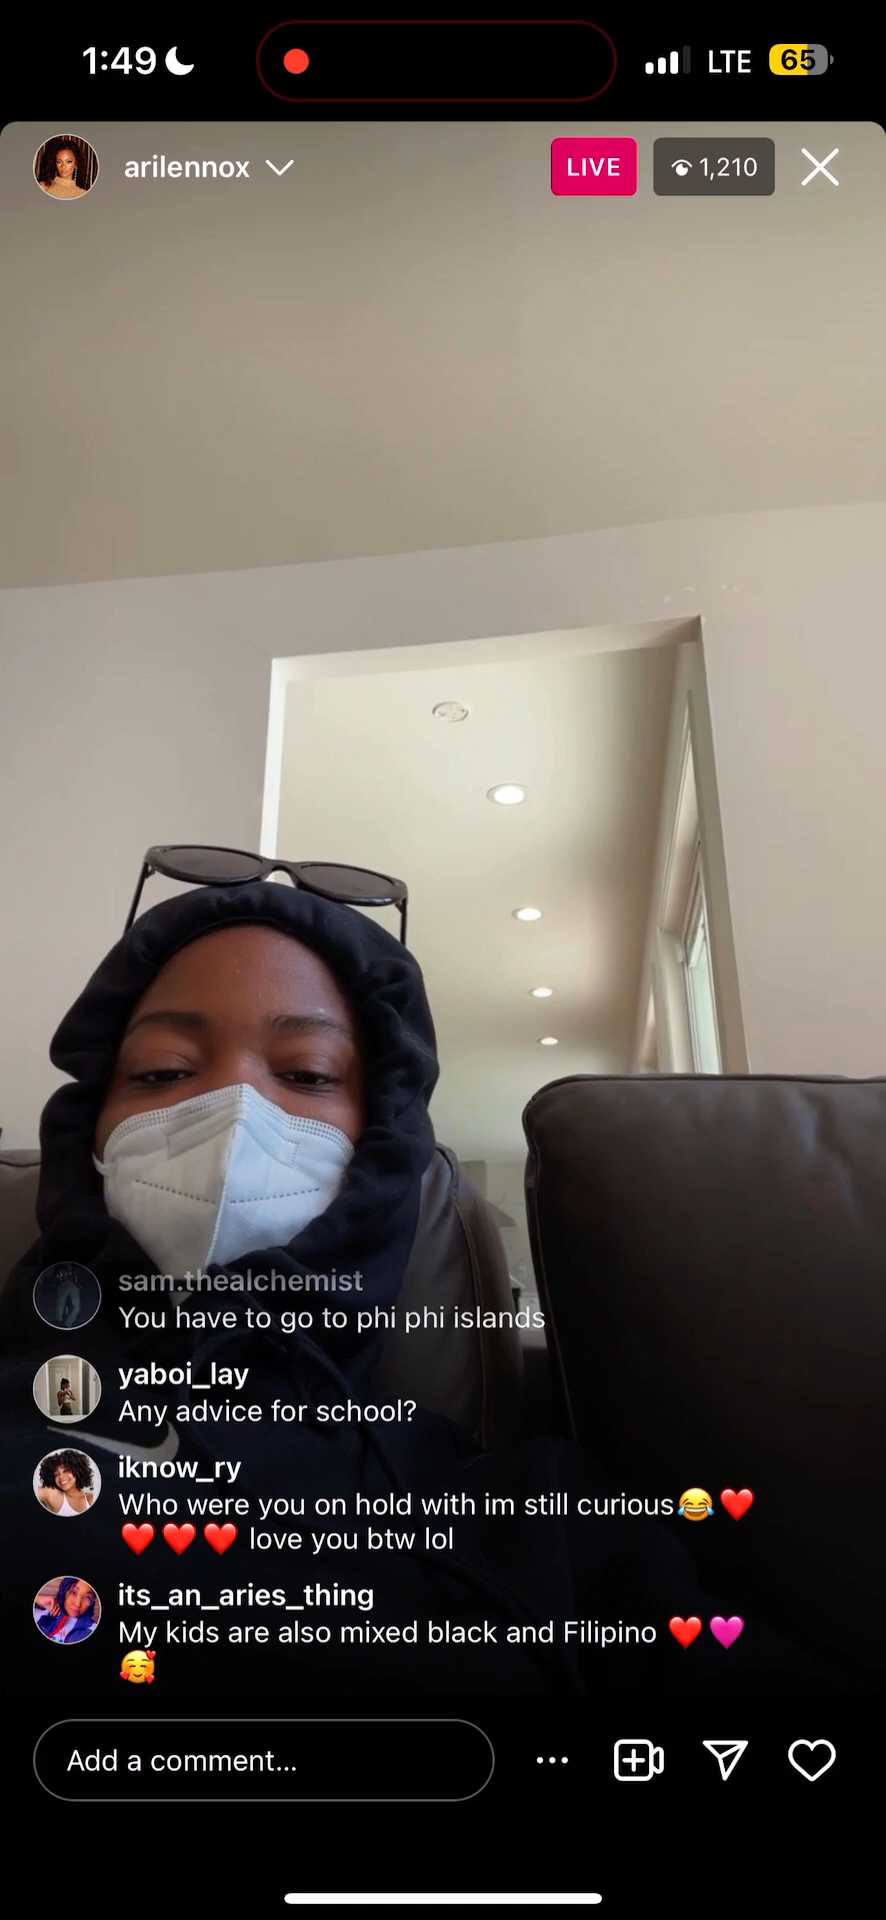 1:49
LTE
65
arilennox
LIVE
1,210
sam.thealchemist
You have to go to phi phi islands
yaboi_lay
Any advice for school?
iknow_ry
Who were you on hold with im still curious😂❤️
❤️❤️❤️ love you btw lol
its_an_aries_thing
My kids are also mixed black and Filipino ❤️💗
🥰
Add a comment...